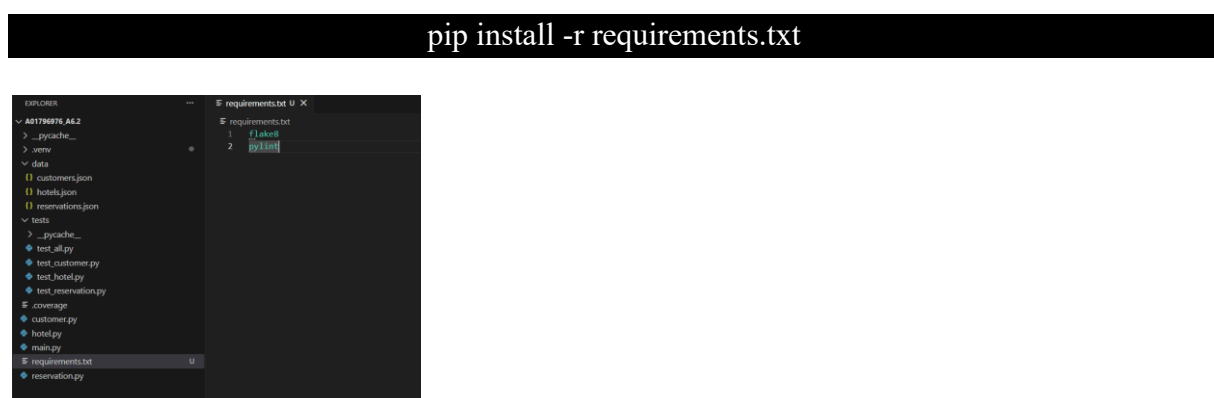 pip install -r requirements.txt
EXPLORER ... requirements.txt U X
A01796976_A6.2 requirements.txt
> __pycache__ 1 flake8
> .venv 2 pylint
data
{} customers.json
{} hotels.json
{} reservations.json
tests
> __pycache__
test_all.py
test_customer.py
test_hotel.py
test_reservation.py
.coverage
customer.py
hotel.py
main.py
requirements.txt U
reservation.py